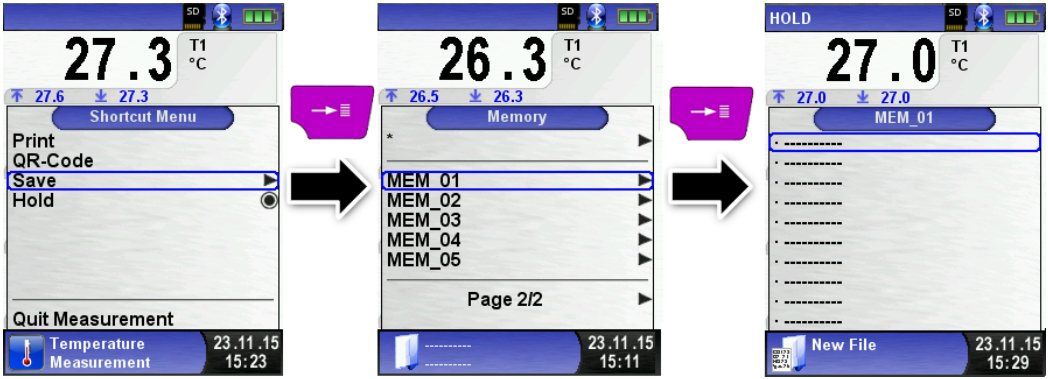 SD
27.3 T1
°C
27.6 27.3
Shortcut Menu
Print
QR-Code
Save
Hold
Quit Measurement
Temperature
Measurement
23.11.15
15:23
SD
26.3 T1
°C
26.5 26.3
Memory
*
MEM_01
MEM_02
MEM_03
MEM_04
MEM_05
Page 2/2
----------
----------
23.11.15
15:11
HOLD SD
27.0 T1
°C
27.0 27.0
MEM_01
· ----------
· ----------
· ----------
· ----------
· ----------
· ----------
· ----------
· ----------
· ----------
· ----------
New File
23.11.15
15:29